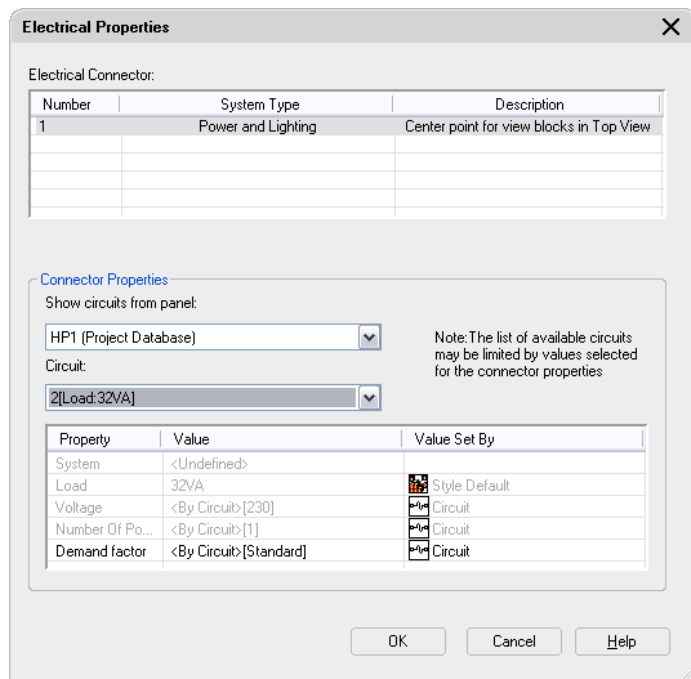 Electrical Properties
Electrical Connector:
Number System Type Description
1 Power and Lighting Center point for view blocks in Top View
Connector Properties
Show circuits from panel:
HP1 (Project Database)
Note:The list of available circuits
may be limited by values selected
for the connector properties
Circuit:
2[Load:32VA]
Property Value Value Set By
System <Undefined>
Load 32VA Style Default
Voltage <By Circuit>[230] Circuit
Number Of Po... <By Circuit>[1] Circuit
Demand factor <By Circuit>[Standard] Circuit
OK Cancel Help